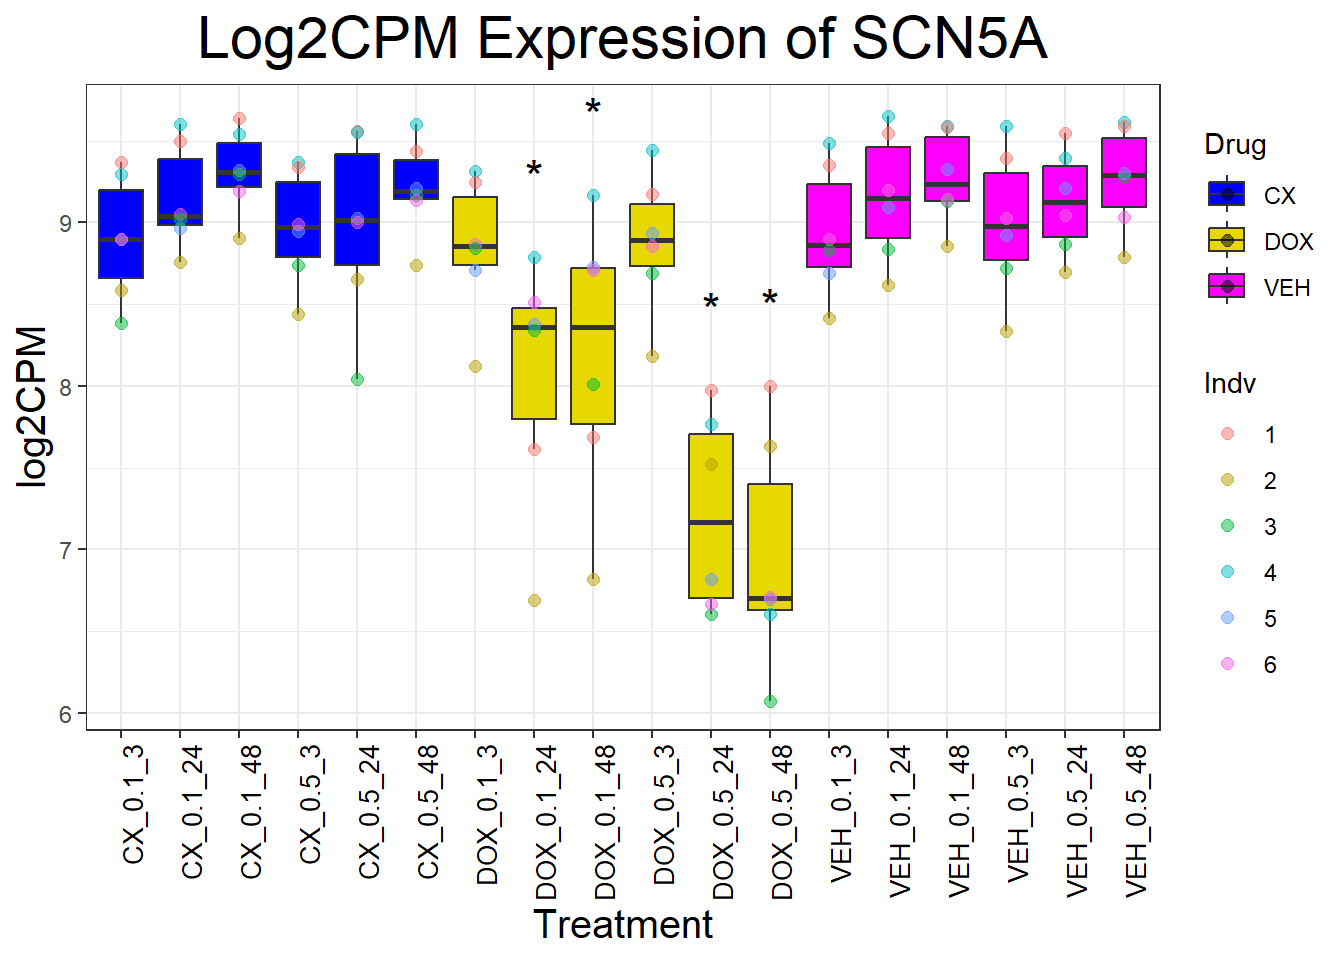 Log2CPM Expression of SCN5A
*
*
*
*
9
8
7
6
log2CPM
CX_0.1_3
CX_0.1_24
CX_0.1_48
CX_0.5_3
CX_0.5_24
CX_0.5_48
DOX_0.1_3
DOX_0.1_24
DOX_0.1_48
DOX_0.5_3
DOX_0.5_24
DOX_0.5_48
VEH_0.1_3
VEH_0.1_24
VEH_0.1_48
VEH_0.5_3
VEH_0.5_24
VEH_0.5_48
Treatment
Drug
CX
DOX
VEH
Indv
1
2
3
4
5
6